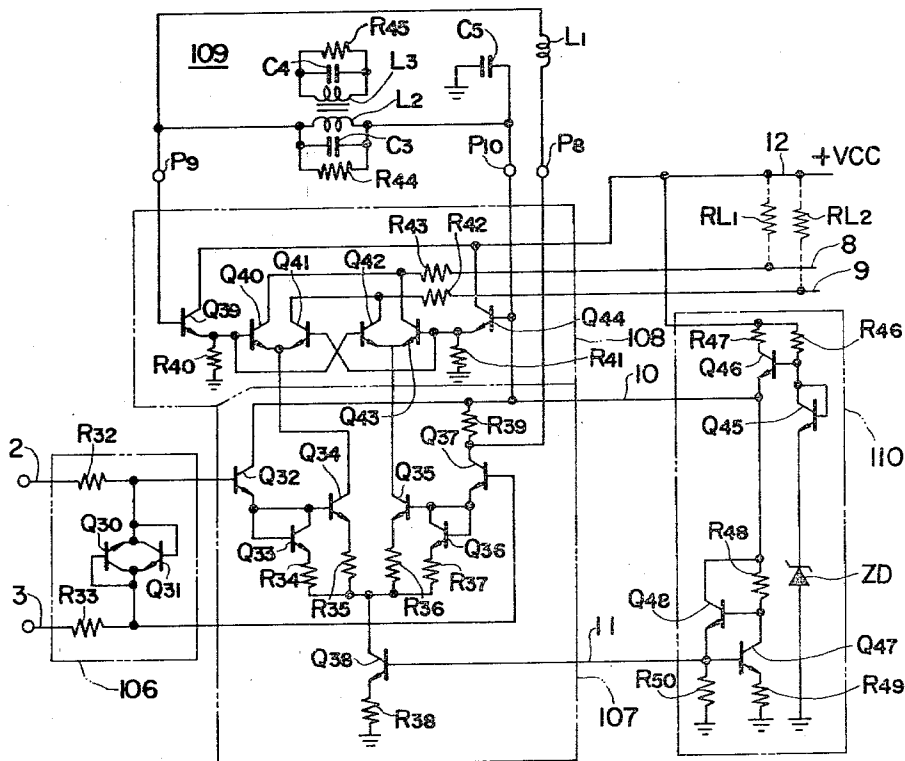 R45
C5
L1
109
C4
L3
L2
C3
P9
P10
P8
12
+VCC
R44
RL1
RL2
R43
R42
8
Q40
Q41
Q42
9
Q39
Q44
R47
R46
R40
R41
108
Q46
Q43
10
Q45
110
2
R32
Q37
R39
Q34
Q35
Q32
Q30
Q33
Q36
R48
ZD
R34
R37
Q31
R35
R36
Q48
3
R33
11
Q47
Q38
R50
R49
106
R38
107